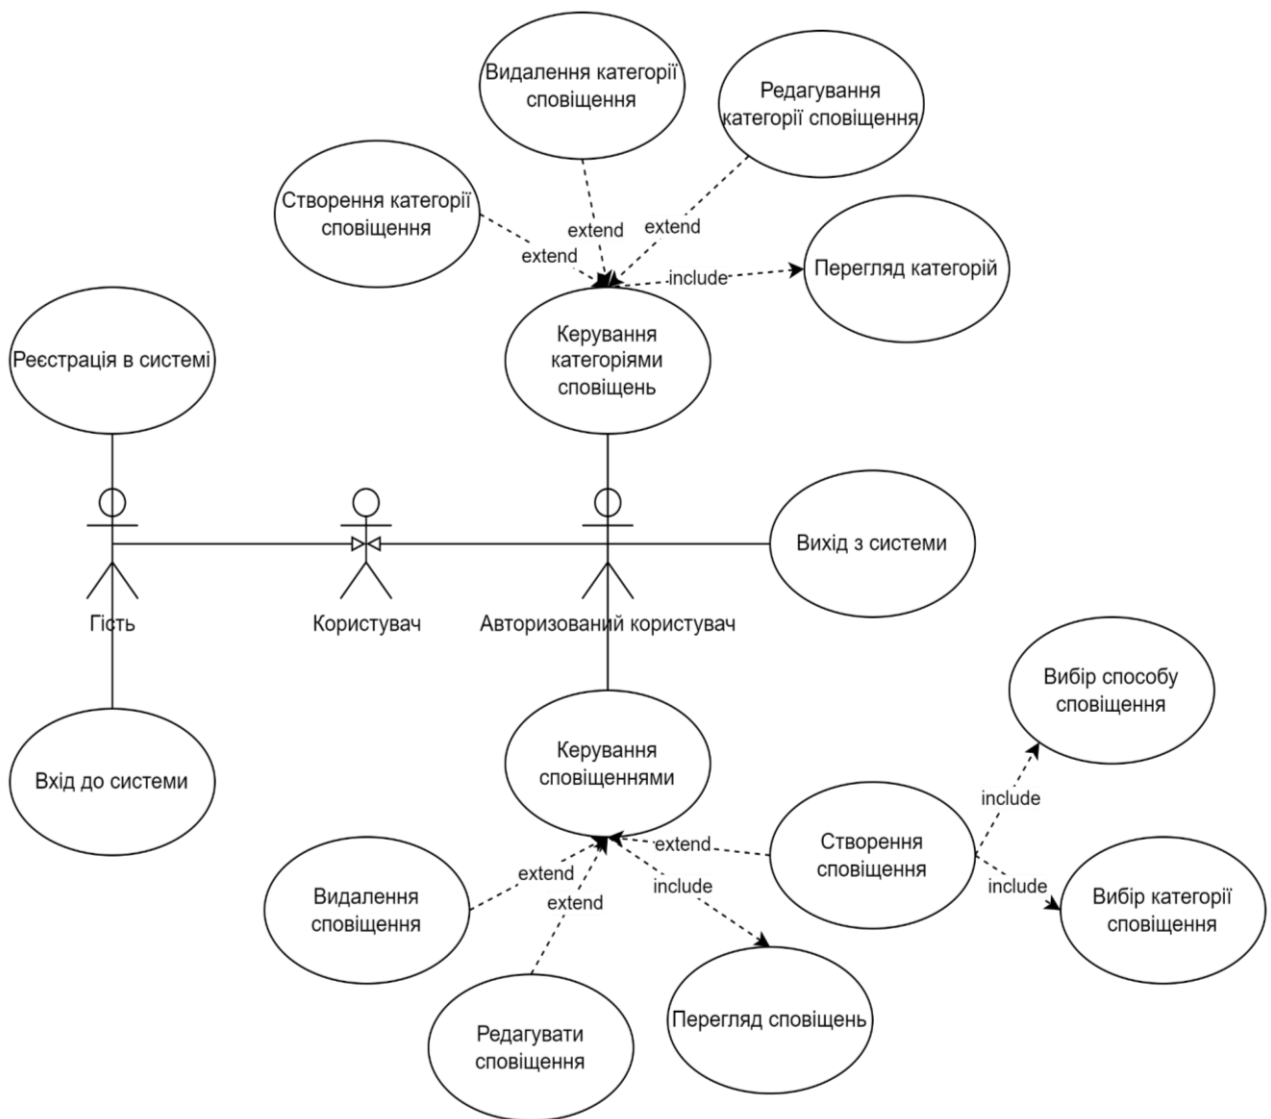 Видалення категорії
сповіщення
Редагування
категорії сповіщення
Створення категорії
сповіщення
extend
extend
extend
include
Перегляд категорій
Реєстрація в системі
Керування
категоріями
сповіщень
Вихід з системи
Гість
Користувач
Авторизований користувач
Вибір способу
сповіщення
Керування
сповіщеннями
Вхід до системи
include
extend
Створення
сповіщення
extend
include
include
extend
Видалення
сповіщення
Вибір категорії
сповіщення
Перегляд сповіщень
Редагувати
сповіщення